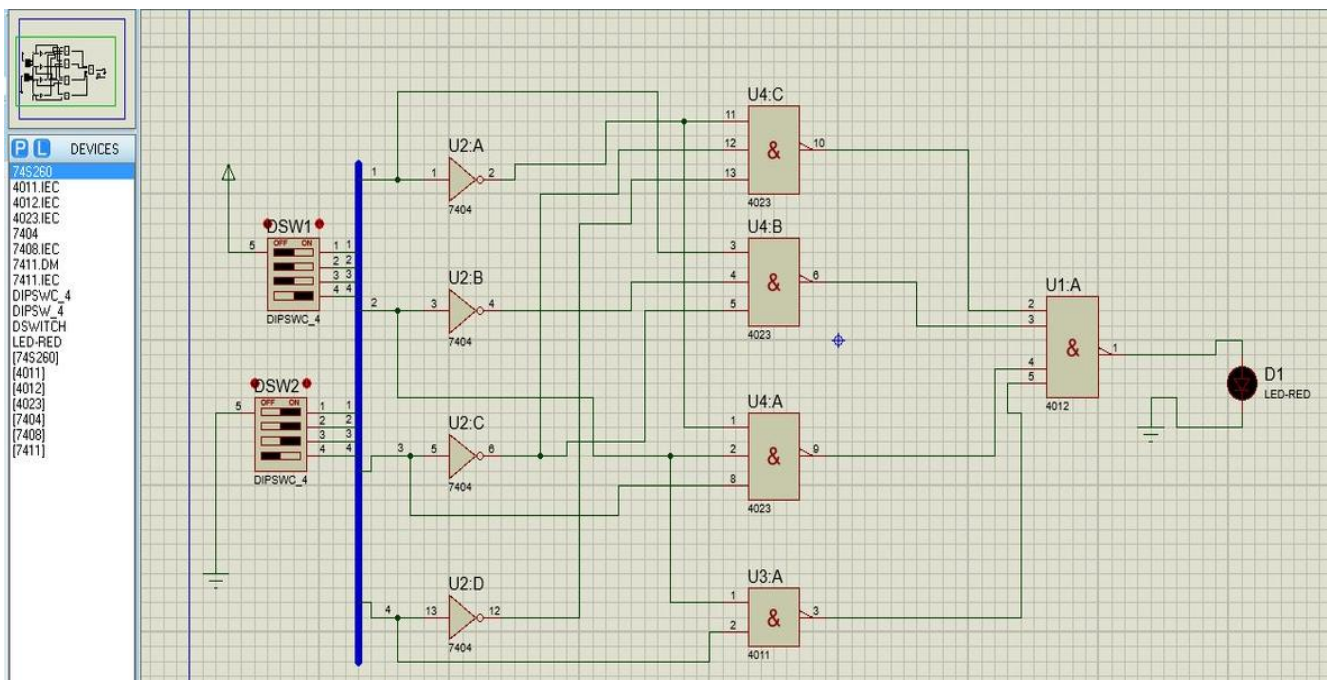 P L DEVICES
74S260
4011.IEC
4012.IEC
4023.IEC
7404
7408.IEC
7411.DM
7411.IEC
DIPSWC_4
DIPSW_4
DSWITCH
LED-RED
[74S260]
[4011]
[4012]
[4023]
[7404]
[7408]
[7411]
DSW1
OFF ON
5
1 1
2 2
3 3
4 4
DIPSWC_4
DSW2
OFF ON
5
1 1
2 2
3 3
4 4
DIPSWC_4
1
U2:A
1 2
7404
2
U2:B
3 4
7404
3
U2:C
5 6
7404
4
U2:D
13 12
7404
U4:C
11
12
13
&
10
4023
U4:B
3
4
5
&
6
4023
U4:A
1
2
8
&
9
4023
U3:A
1
2
&
3
4011
U1:A
2
3
4
5
&
1
4012
D1
LED-RED